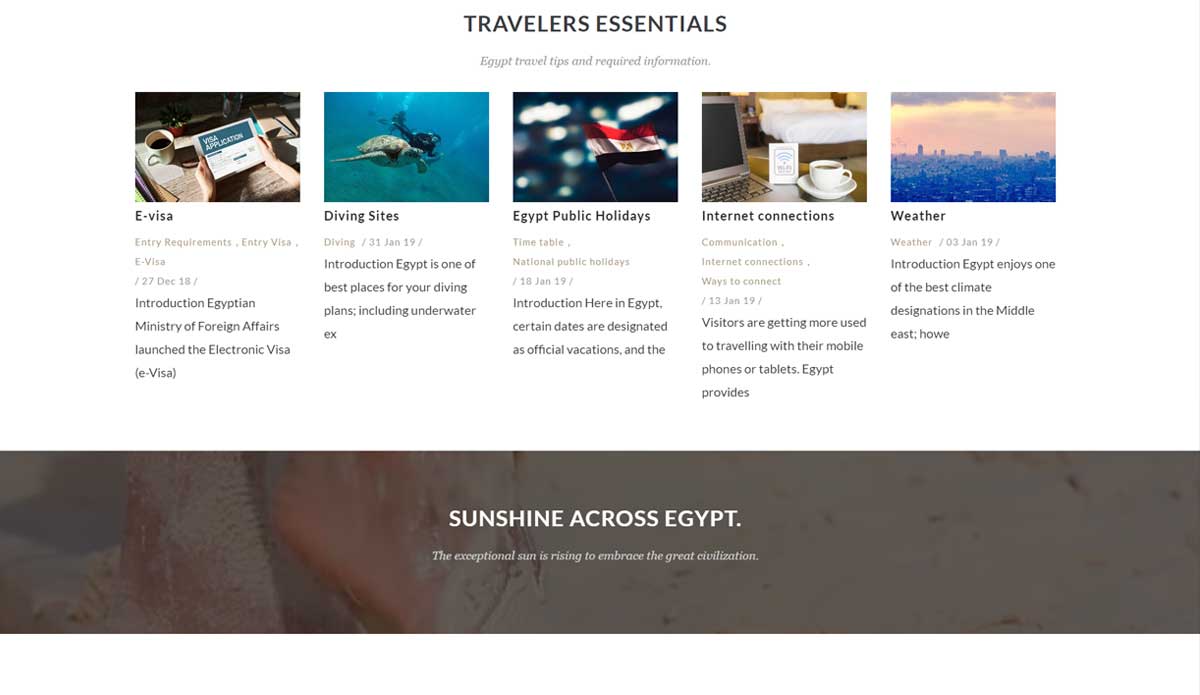 TRAVELERS ESSENTIALS
Egypt travel tips and required information.
VISA
APPLICATION
E-visa
Entry Requirements , Entry Visa ,
E-Visa
/ 27 Dec 18 /
Introduction Egyptian
Ministry of Foreign Affairs
launched the Electronic Visa
(e-Visa)
Diving Sites
Diving / 31 Jan 19 /
Introduction Egypt is one of
best places for your diving
plans; including underwater
ex
Egypt Public Holidays
Time table ,
National public holidays
/ 18 Jan 19 /
Introduction Here in Egypt,
certain dates are designated
as official vacations, and the
Wi-Fi
Internet connections
Communication ,
Internet connections ,
Ways to connect
/ 13 Jan 19 /
Visitors are getting more used
to travelling with their mobile
phones or tablets. Egypt
provides
Weather
Weather / 03 Jan 19 /
Introduction Egypt enjoys one
of the best climate
designations in the Middle
east; howe
SUNSHINE ACROSS EGYPT.
The exceptional sun is rising to embrace the great civilization.